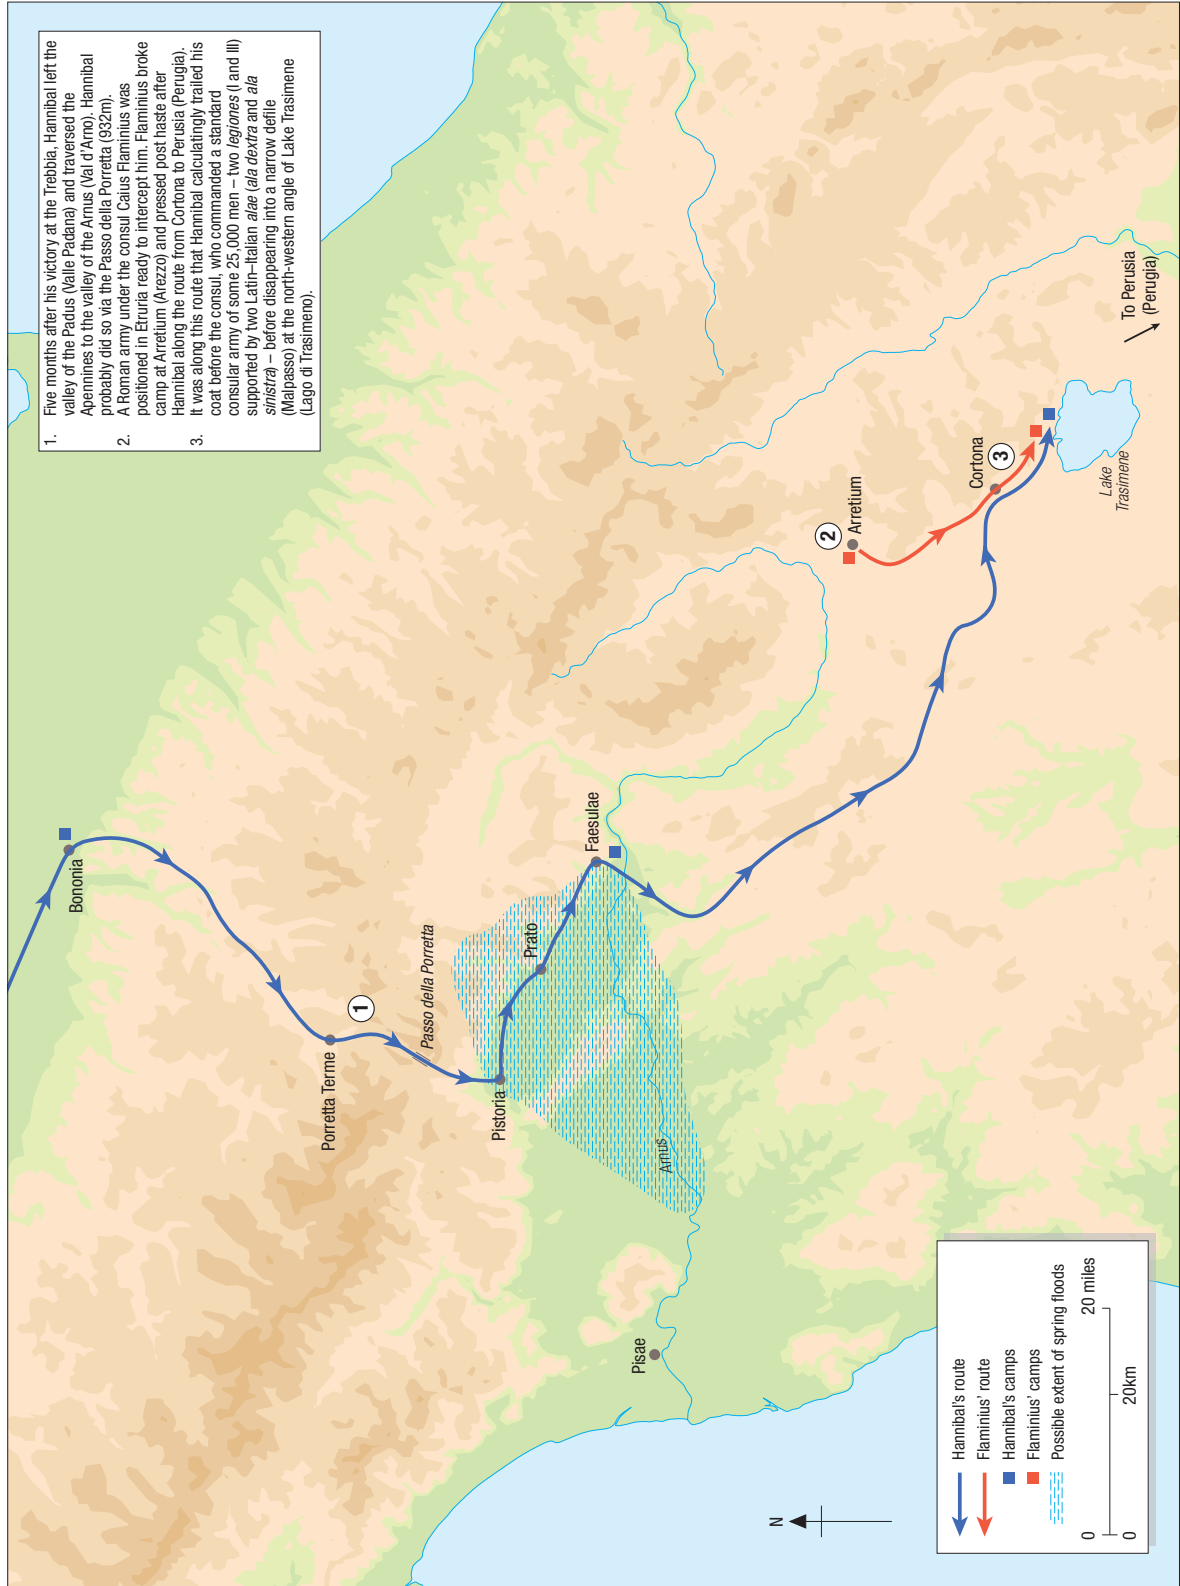 1. Five months after his victory at the Trebbia, Hannibal left the
valley of the Padus (Valle Padana) and traversed the
Apennines to the valley of the Arnus (Val d'Arno). Hannibal
probably did so via the Passo della Porretta (932m).
2. A Roman army under the consul Caius Flaminius was
positioned in Etruria ready to intercept him. Flaminius broke
camp at Arretium (Arezzo) and pressed post haste after
Hannibal along the route from Cortona to Perusia (Perugia).
3. It was along this route that Hannibal calculatingly trailed his
coat before the consul, who commanded a standard
consular army of some 25,000 men – two legiones (I and III)
supported by two Latin–Italian alae (ala dextra and ala
sinistra) – before disappearing into a narrow defile
(Malpasso) at the north-western angle of Lake Trasimene
(Lago di Trasimeno).
Bononia
Porretta Terme
1
Passo della Porretta
Pistoria
Prato
Faesulae
Arnus
Pisae
2
Arretium
Cortona
3
Lake
Trasimene
To Perusia
(Perugia)
N
Hannibal's route
Flaminius' route
Hannibal's camps
Flaminius' camps
Possible extent of spring floods
0 20 miles
0 20km